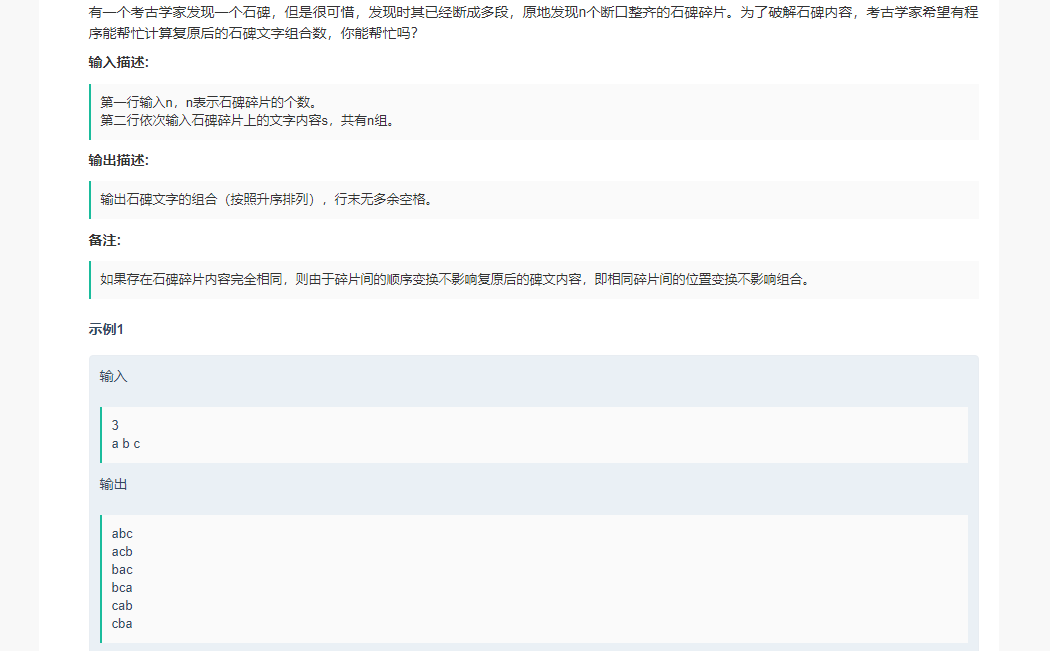 有一个考古学家发现一个石碑，但是很可惜，发现时其已经断成多段，原地发现n个断口整齐的石碑碎片。为了破解石碑内容，考古学家希望有程
序能帮忙计算复原后的石碑文字组合数，你能帮忙吗？
输入描述:
第一行输入n，n表示石碑碎片的个数。
第二行依次输入石碑碎片上的文字内容s，共有n组。
输出描述:
输出石碑文字的组合（按照升序排列），行末无多余空格。
备注:
如果存在石碑碎片内容完全相同，则由于碎片间的顺序变换不影响复原后的碑文内容，即相同碎片间的位置变换不影响组合。
示例1
输入
3
a b c
输出
abc
acb
bac
bca
cab
cba